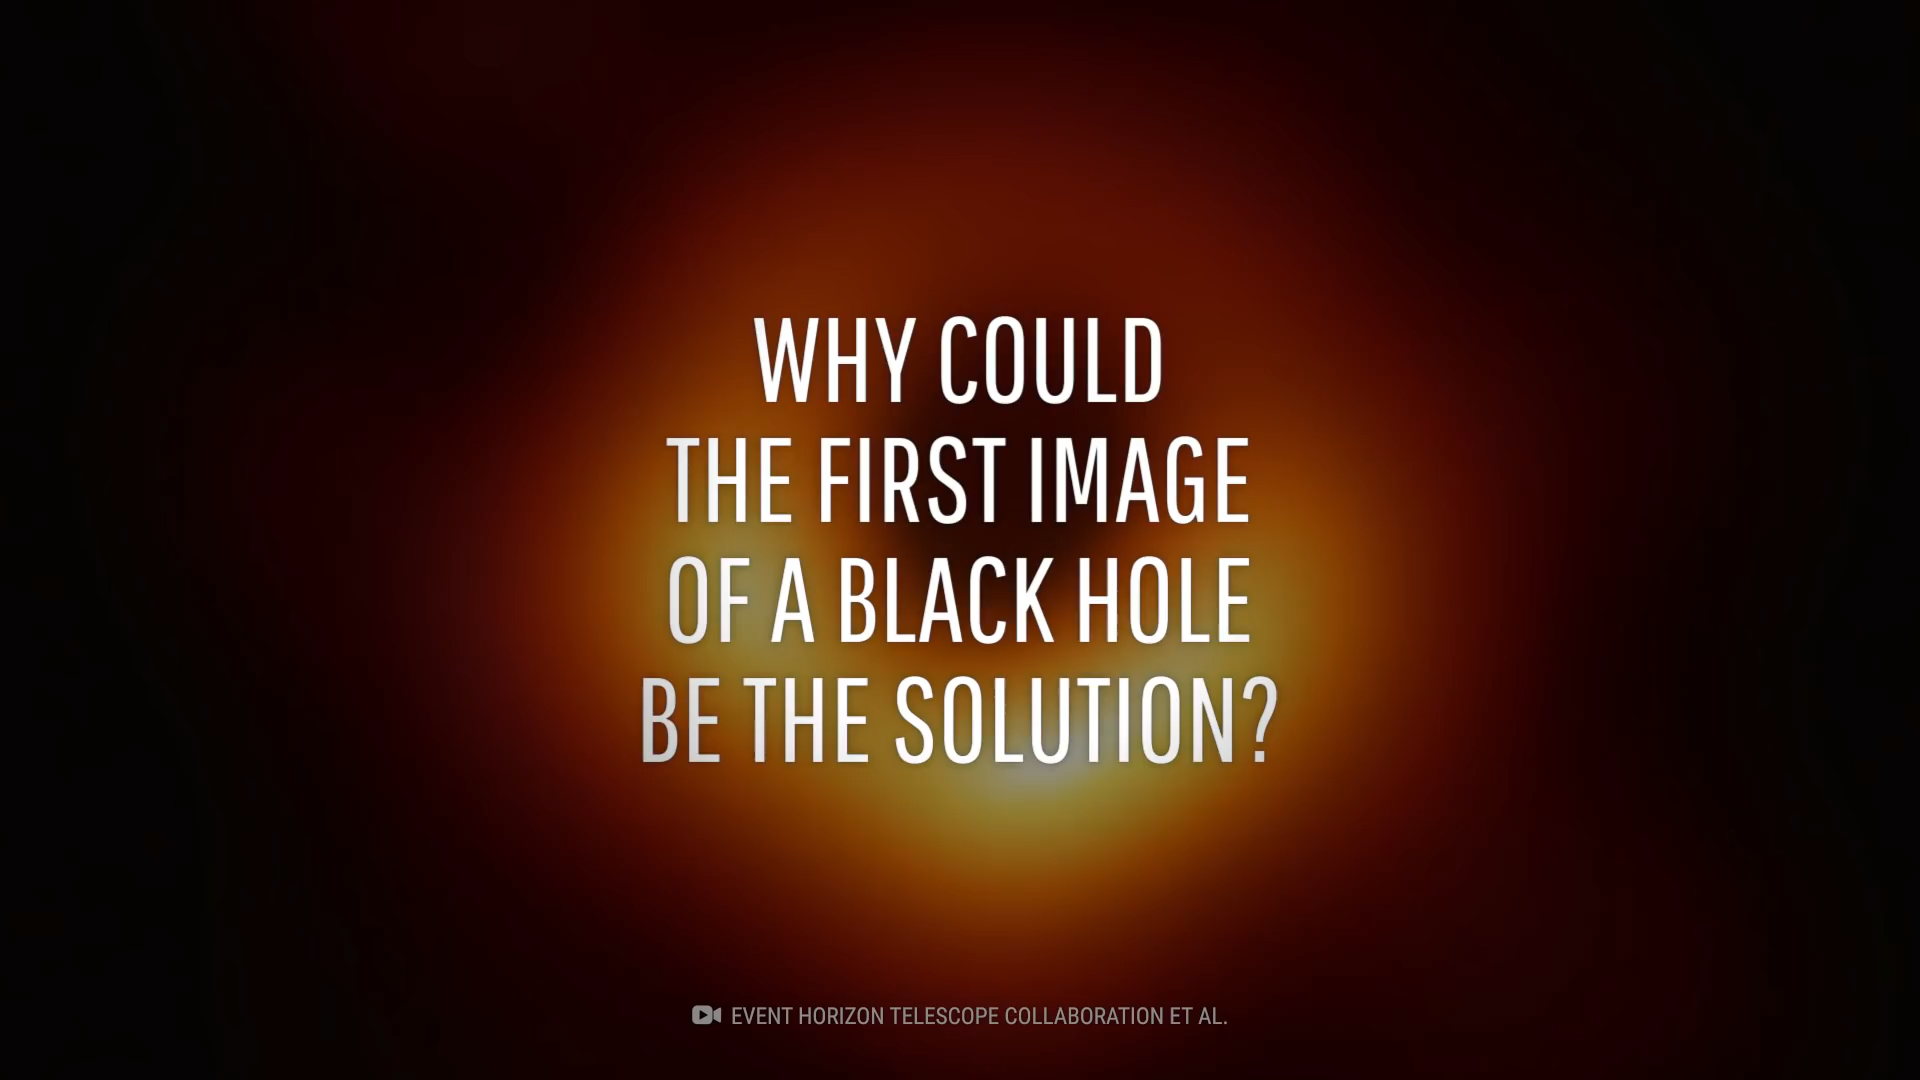 WHY COULD
THE FIRST IMAGE
OF A BLACK HOLE
BE THE SOLUTION?
EVENT HORIZON TELESCOPE COLLABORATION ET AL.